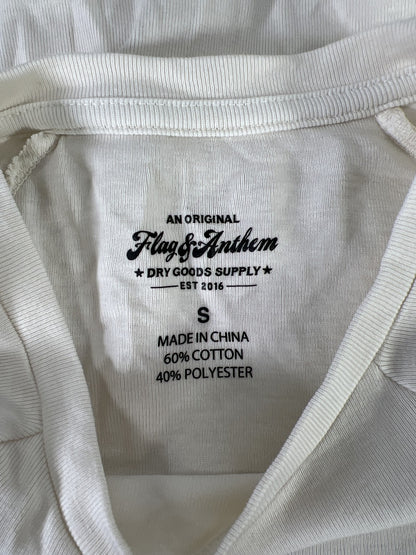 AN ORIGINAL
Flag & Anthem
★ DRY GOODS SUPPLY ★
EST 2016
S
MADE IN CHINA
60% COTTON
40% POLYESTER